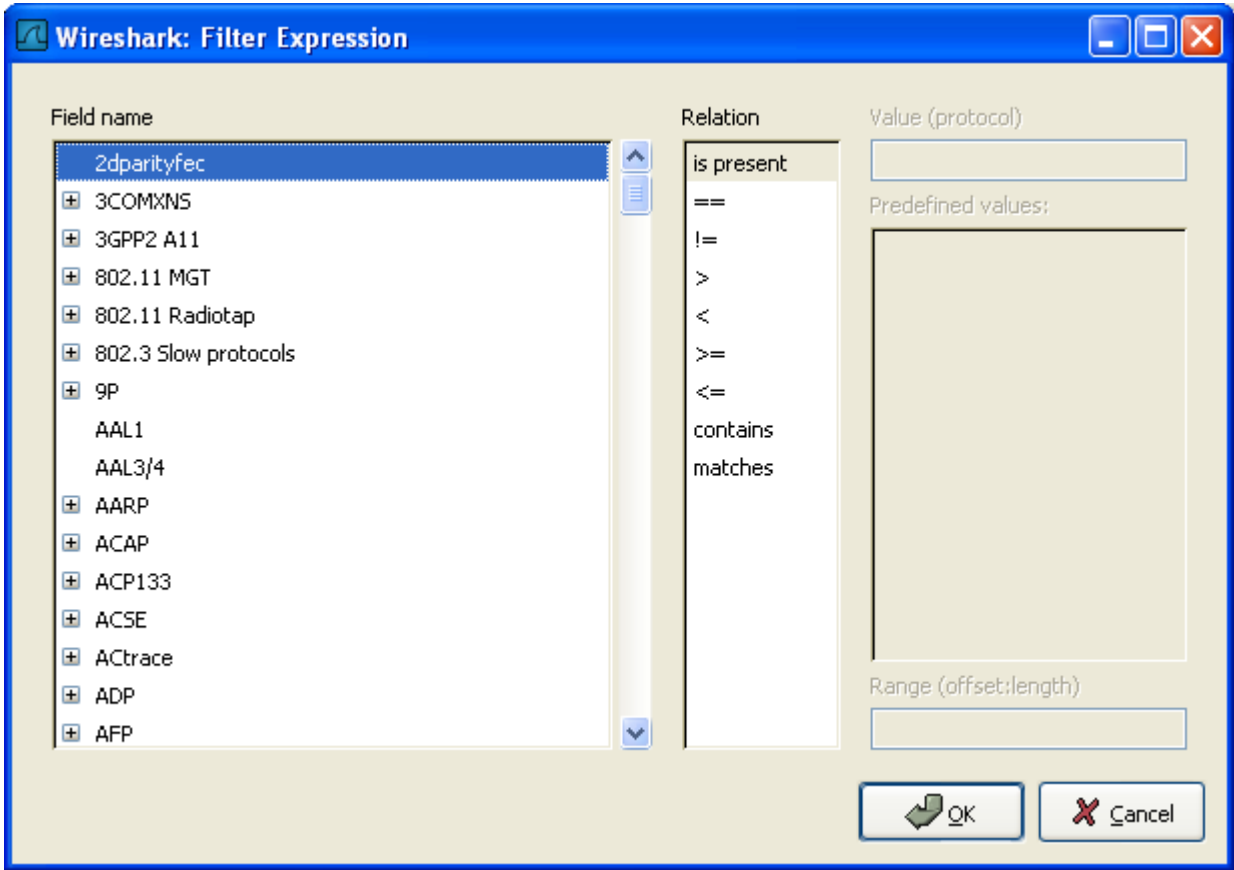 Wireshark: Filter Expression
Field name
2dparityfec
3COMXNS
3GPP2 A11
802.11 MGT
802.11 Radiotap
802.3 Slow protocols
9P
AAL1
AAL3/4
AARP
ACAP
ACP133
ACSE
ACtrace
ADP
AFP
Relation
is present
==
!=
>
<
>=
<=
contains
matches
Value (protocol)
Predefined values:
Range (offset:length)
OK
Cancel